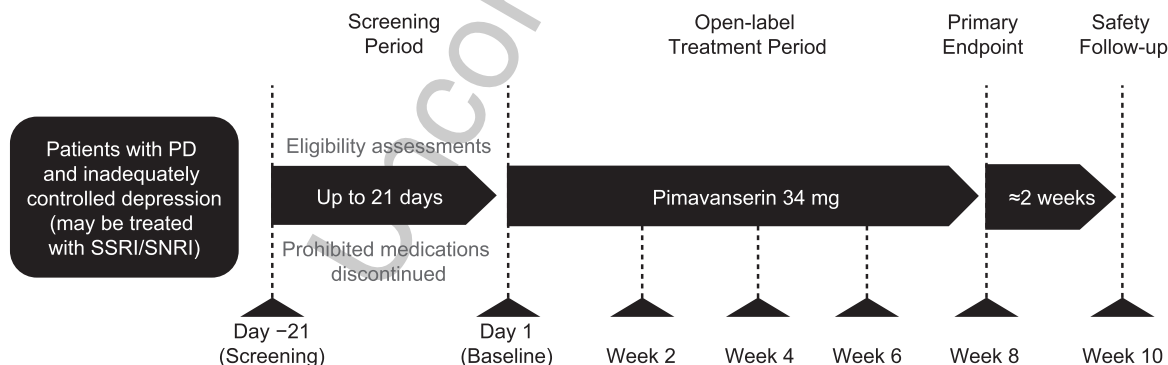 Screening
Period
Open-label
Treatment Period
Primary
Endpoint
Safety
Follow-up
Patients with PD
and inadequately
controlled depression
(may be treated
with SSRI/SNRI)
Eligibility assessments
Up to 21 days
Prohibited medications
discontinued
Pimavanserin 34 mg
≈2 weeks
Day −21
(Screening)
Day 1
(Baseline)
Week 2
Week 4
Week 6
Week 8
Week 10
Uncor